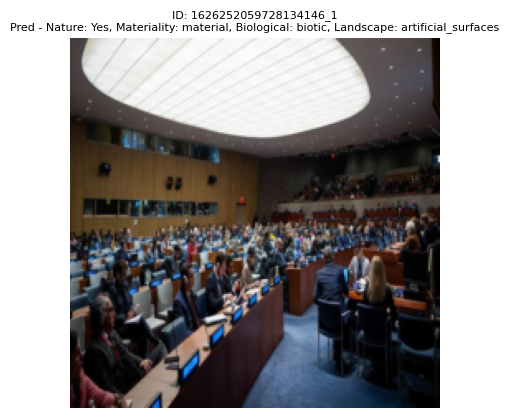 ID: 1626252059728134146_1
Pred - Nature: Yes, Materiality: material, Biological: biotic, Landscape: artificial_surfaces